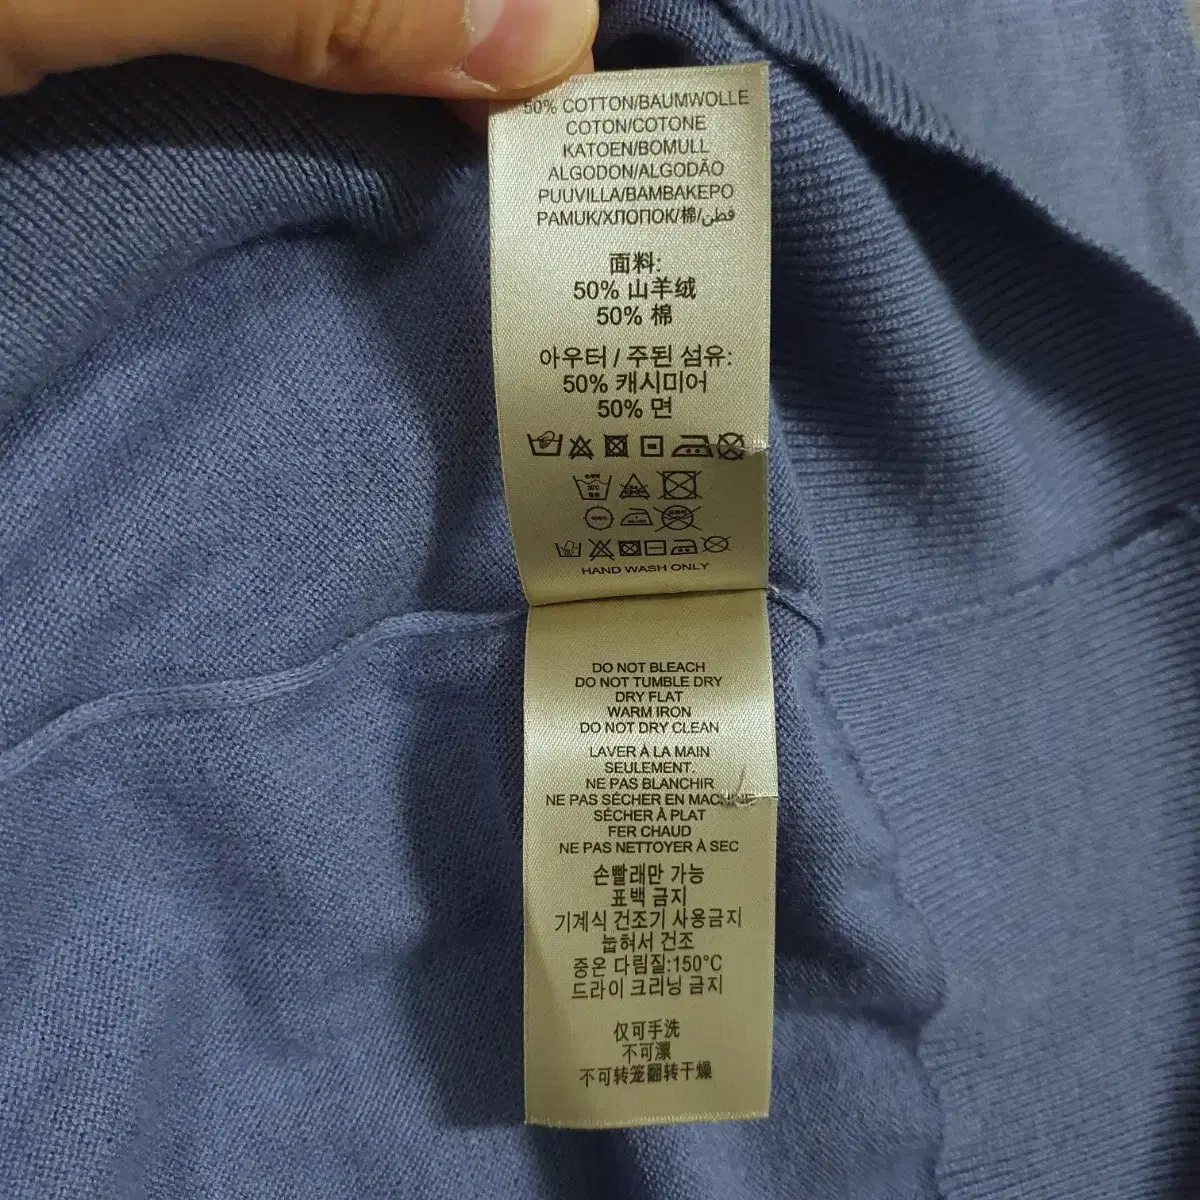 50% COTTON/BAUMWOLLE
COTON/COTONE
KATOEN/BOMULL
ALGODON/ALGODÃO
PUUVILLA/BAMBAKEPO
PAMUK/ХЛОПОК/棉/قطن
面料:
50% 山羊绒
50% 棉
아우터 / 주된 섬유:
50% 캐시미어
50% 면
HAND WASH ONLY
DO NOT BLEACH
DO NOT TUMBLE DRY
DRY FLAT
WARM IRON
DO NOT DRY CLEAN
LAVER À LA MAIN
SEULEMENT.
NE PAS BLANCHIR
NE PAS SÉCHER EN MACHINE
SÉCHER À PLAT
FER CHAUD
NE PAS NETTOYER À SEC
손빨래만 가능
표백 금지
기계식 건조기 사용금지
눕혀서 건조
중온 다림질:150°C
드라이 크리닝 금지
仅可手洗
不可漂
不可转笼翻转干燥